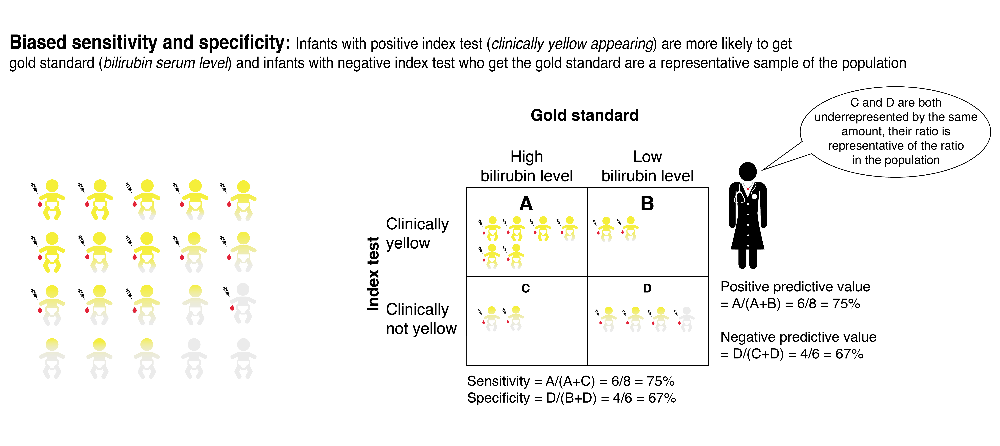 Biased sensitivity and specificity: Infants with positive index test (clinically yellow appearing) are more likely to get
gold standard (bilirubin serum level) and infants with negative index test who get the gold standard are a representative sample of the population
C and D are both
underrepresented by the same
amount, their ratio is
representative of the ratio
in the population
Gold standard
High
bilirubin level
Low
bilirubin level
Index test
Clinically
yellow
A
B
Clinically
not yellow
C
D
Positive predictive value
= A/(A+B) = 6/8 = 75%
Negative predictive value
= D/(C+D) = 4/6 = 67%
Sensitivity = A/(A+C) = 6/8 = 75%
Specificity = D/(B+D) = 4/6 = 67%